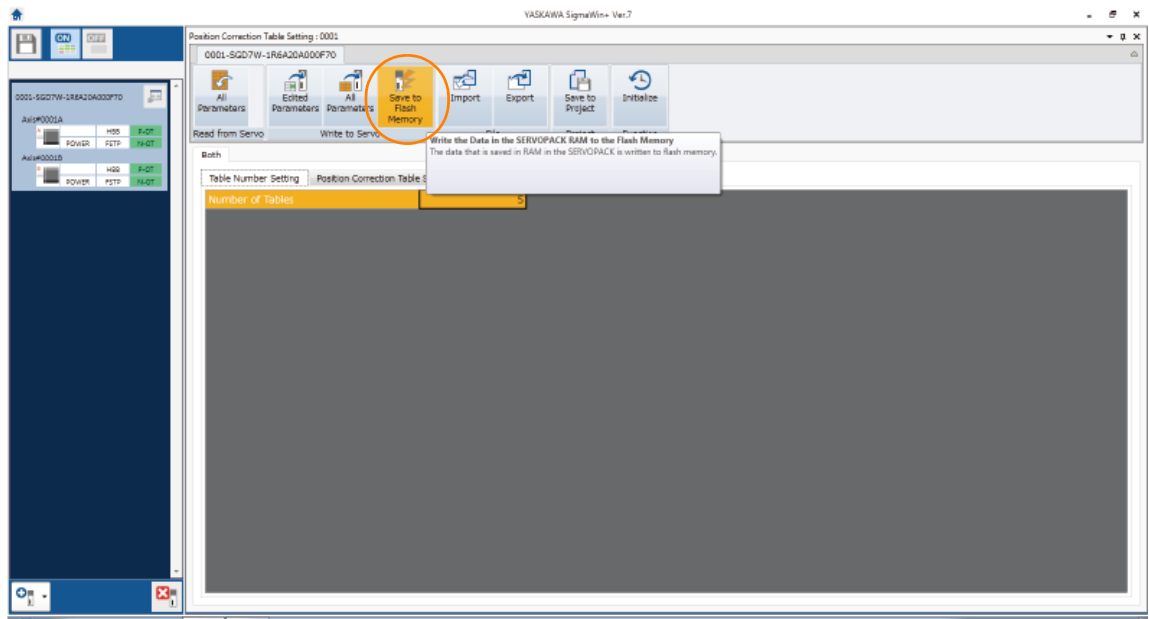 YASKAWA SigmaWin+ Ver.7
ON
OFF
Position Correction Table Setting : 0001
0001-SGD7W-1R6A20A000F70
All
Parameters
Edited
Parameters
All
Parameters
Save to
Flash
Memory
Import
Export
Save to
Project
Initialize
Read from Servo
Write to Servo
Write the Data in the SERVOPACK RAM to the Flash Memory
The data that is saved in RAM in the SERVOPACK is written to flash memory.
Both
Table Number Setting
Position Correction Table S
Number of Tables
5
0001-SGD7W-1R6A20A000F70
Axis#0001A
HBB
P-OT
POWER
FSTP
N-OT
Axis#0001B
HBB
P-OT
POWER
FSTP
N-OT